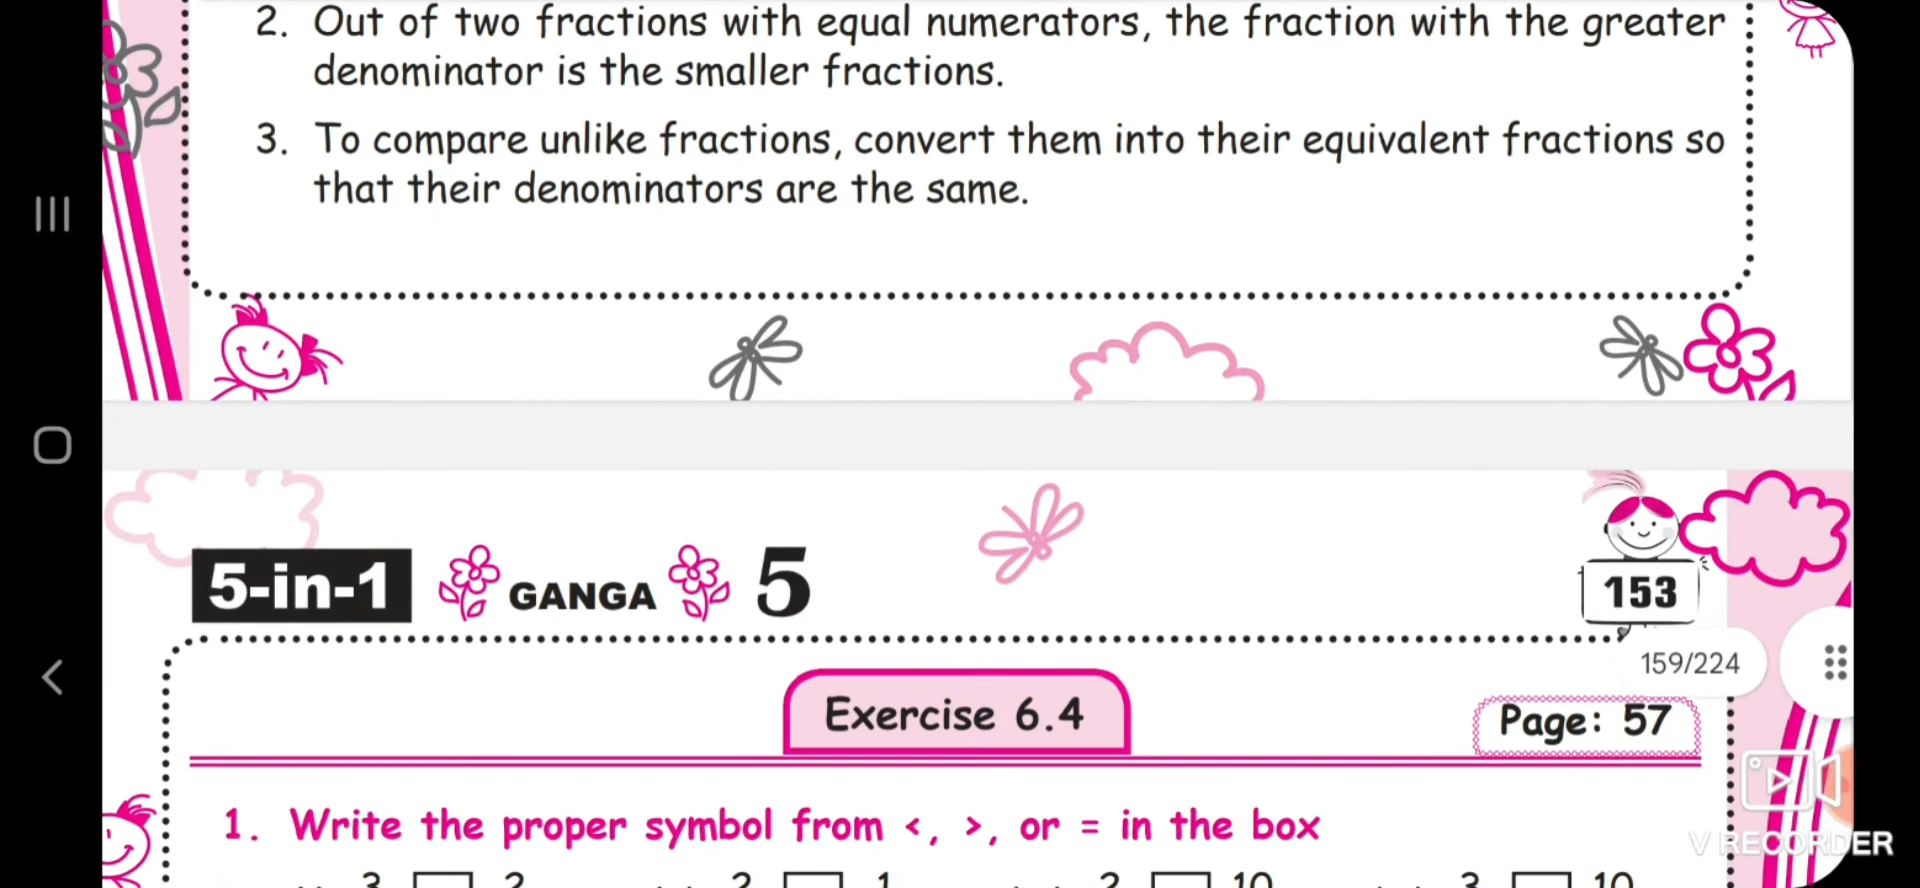 2. Out of two fractions with equal numerators, the fraction with the greater
denominator is the smaller fractions.
3. To compare unlike fractions, convert them into their equivalent fractions so
that their denominators are the same.
5-in-1 GANGA 5
153
159/224
Exercise 6.4
Page: 57
1. Write the proper symbol from <, >, or = in the box
V RECORDER